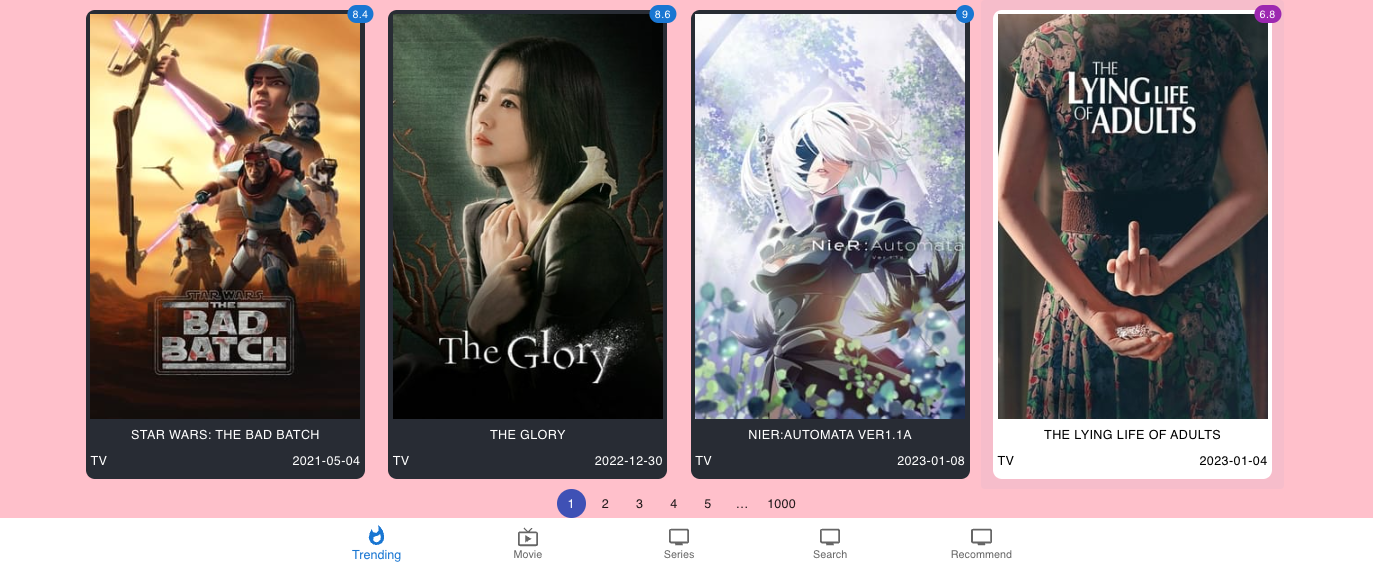 8.4
8.6
9
6.8
STAR WARS
THE
BAD
BATCH
The Glory
NieR:Automata
Ver1.1a
THE
LYING LIFE
OF ADULTS
STAR WARS: THE BAD BATCH
THE GLORY
NIER:AUTOMATA VER1.1A
THE LYING LIFE OF ADULTS
TV 2021-05-04
TV 2022-12-30
TV 2023-01-08
TV 2023-01-04
1 2 3 4 5 ... 1000
Trending
Movie
Series
Search
Recommend